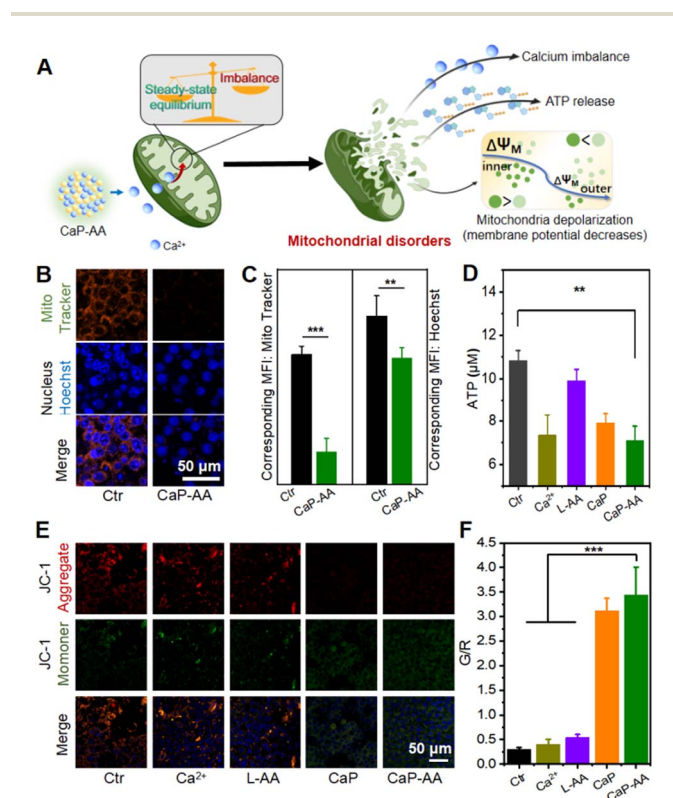 A
Steady-state
equilibrium
Imbalance
CaP-AA
Ca²⁺
Mitochondrial disorders
Calcium imbalance
ATP release
ΔΨM
inner
<
ΔΨM
outer
>
Mitochondria depolarization
(membrane potential decreases)
B
Mito
Tracker
Nucleus
Hoechst
Merge
50 μm
Ctr
CaP-AA
C
Corresponding MFI: Mito Tracker
***
**
Corresponding MFI: Hoechst
Ctr
CaP-AA
Ctr
CaP-AA
D
ATP (μM)
12
10
8
6
**
Ctr
Ca²⁺
L-AA
CaP
CaP-AA
E
JC-1
Aggregate
JC-1
Momoner
Merge
50 μm
Ctr
Ca²⁺
L-AA
CaP
CaP-AA
F
G/R
4.5
4.0
3.5
3.0
2.5
2.0
1.5
1.0
0.5
0.0
***
Ctr
Ca²⁺
L-AA
CaP
CaP-AA